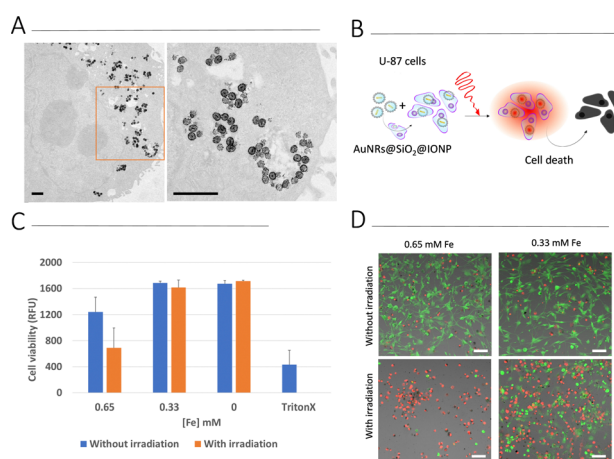 A
B
U-87 cells
+
AuNRs@SiO2@IONP
Cell death
C
Cell viability (RFU)
2000
1600
1200
800
400
0
0.65
0.33
0
TritonX
[Fe] mM
Without irradiation
With irradiation
D
0.65 mM Fe
0.33 mM Fe
Without irradiation
With irradiation